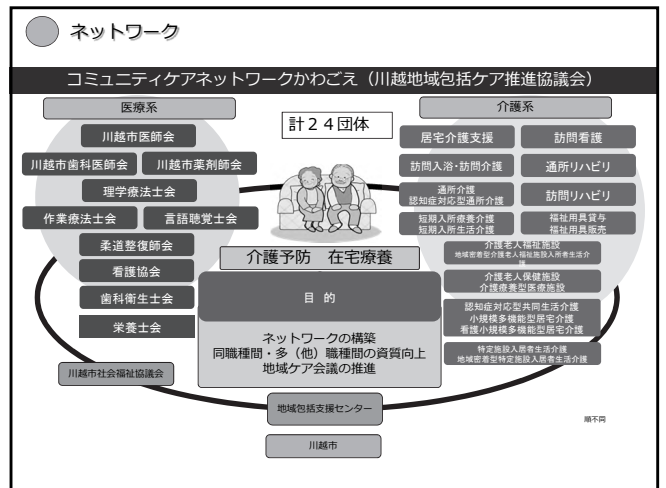 ネットワーク
コミュニティケアネットワークかわごえ（川越地域包括ケア推進協議会）
医療系
川越市医師会
川越市歯科医師会
川越市薬剤師会
理学療法士会
作業療法士会
言語聴覚士会
柔道整復師会
看護協会
歯科衛生士会
栄養士会
川越市社会福祉協議会
計２４団体
介護予防　在宅療養
目 的
ネットワークの構築
同職種間・多（他）職種間の資質向上
地域ケア会議の推進
地域包括支援センター
川越市
介護系
居宅介護支援
訪問看護
訪問入浴・訪問介護
通所リハビリ
通所介護
認知症対応型通所介護
訪問リハビリ
短期入所療養介護
短期入所生活介護
福祉用具貸与
福祉用具販売
介護老人福祉施設
地域密着型介護老人福祉施設入所者生活介
護
介護老人保健施設
介護療養型医療施設
認知症対応型共同生活介護
小規模多機能型居宅介護
看護小規模多機能型居宅介護
特定施設入居者生活介護
地域密着型特定施設入居者生活介護
順不同